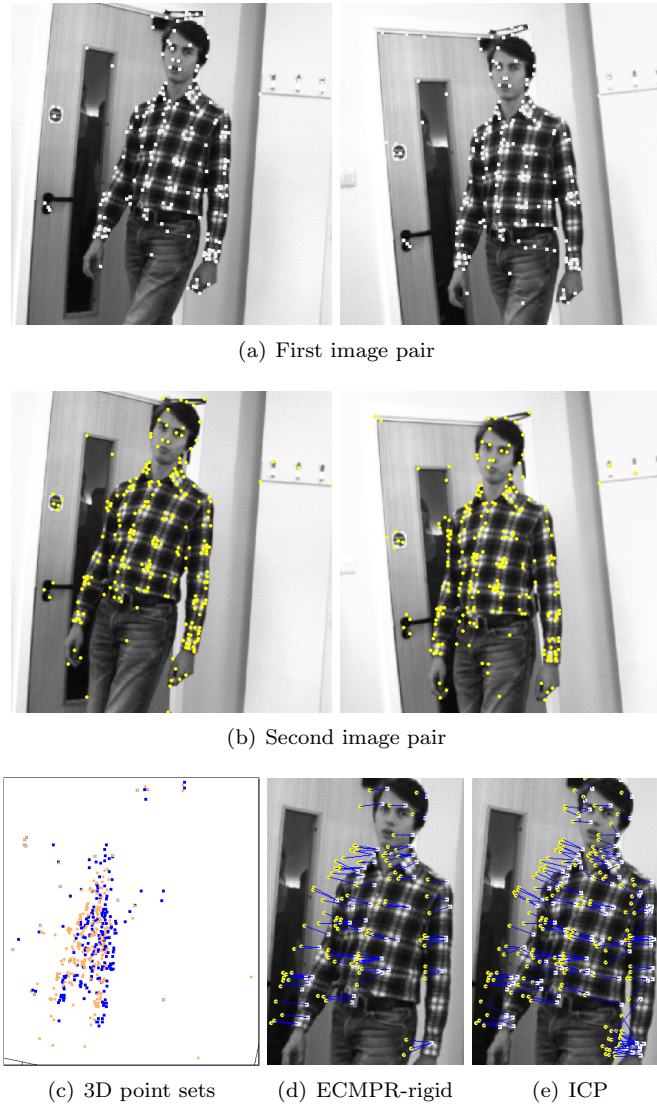 (a) First image pair
(b) Second image pair
(c) 3D point sets
(d) ECMPR-rigid
(e) ICP